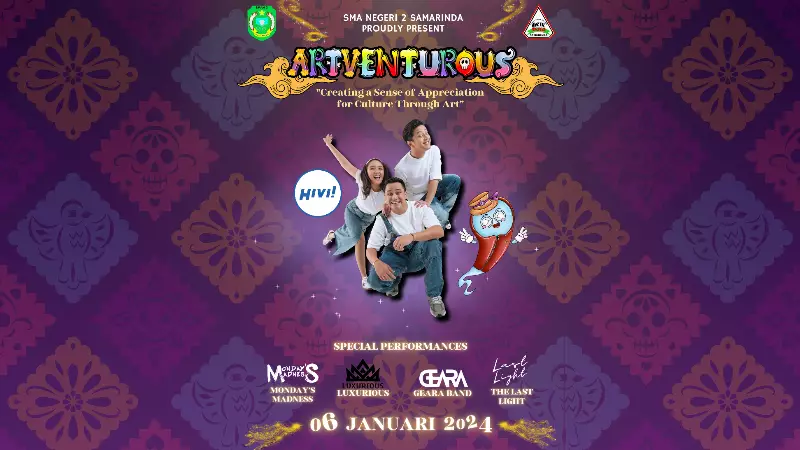 SMA NEGERI 2 SAMARINDA
PROUDLY PRESENT
ARTVENTUROUS
"Creating a Sense of Appreciation
for Culture Through Art"
HIVI!
SPECIAL PERFORMANCES
MONDAY'S MADNESS
MONDAY'S
MADNESS
LUXURIOUS
LUXURIOUS
GEARA
GEARA BAND
Last
Light
THE LAST
LIGHT
06 JANUARI 2024